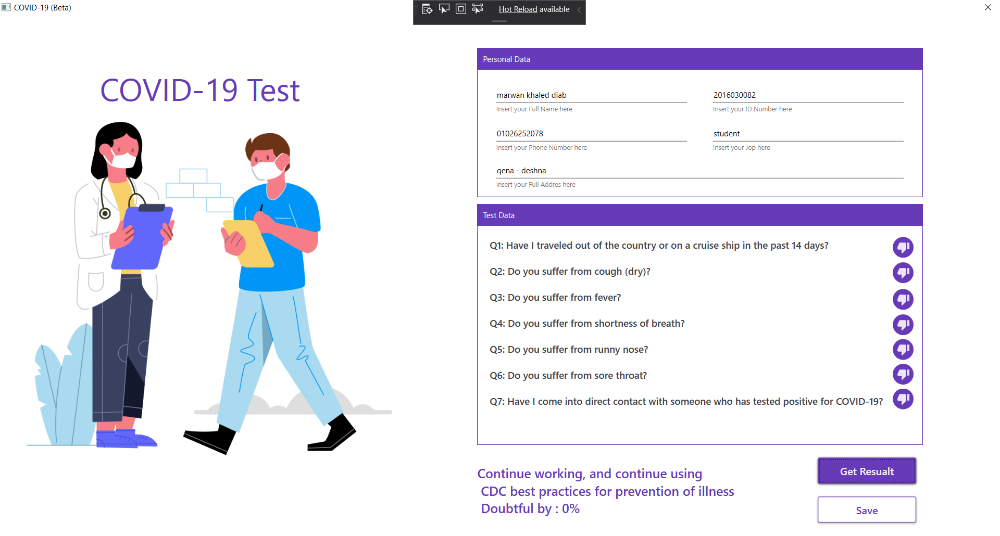 COVID-19 (Beta)
Hot Reload available
COVID-19 Test
Personal Data
marwan khaled diab
Insert your Full Name here
2016030082
Insert your ID Number here
01026252078
Insert your Phone Number here
student
Insert your Jop here
qena - deshna
Insert your Full Addres here
Test Data
Q1: Have I traveled out of the country or on a cruise ship in the past 14 days?
Q2: Do you suffer from cough (dry)?
Q3: Do you suffer from fever?
Q4: Do you suffer from shortness of breath?
Q5: Do you suffer from runny nose?
Q6: Do you suffer from sore throat?
Q7: Have I come into direct contact with someone who has tested positive for COVID-19?
Continue working, and continue using
CDC best practices for prevention of illness
Doubtful by : 0%
Get Resualt
Save